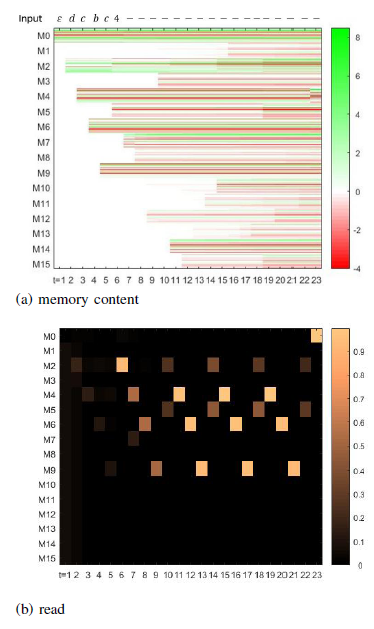 Input ε d c b c 4 – – – – – – – – – – – – – – – – –
M0
M1
M2
M3
M4
M5
M6
M7
M8
M9
M10
M11
M12
M13
M14
M15
8
6
4
2
0
-2
-4
t=1 2 3 4 5 6 7 8 9 10 11 12 13 14 15 16 17 18 19 20 21 22 23
(a) memory content
M0
M1
M2
M3
M4
M5
M6
M7
M8
M9
M10
M11
M12
M13
M14
M15
0.9
0.8
0.7
0.6
0.5
0.4
0.3
0.2
0.1
0
t=1 2 3 4 5 6 7 8 9 10 11 12 13 14 15 16 17 18 19 20 21 22 23
(b) read